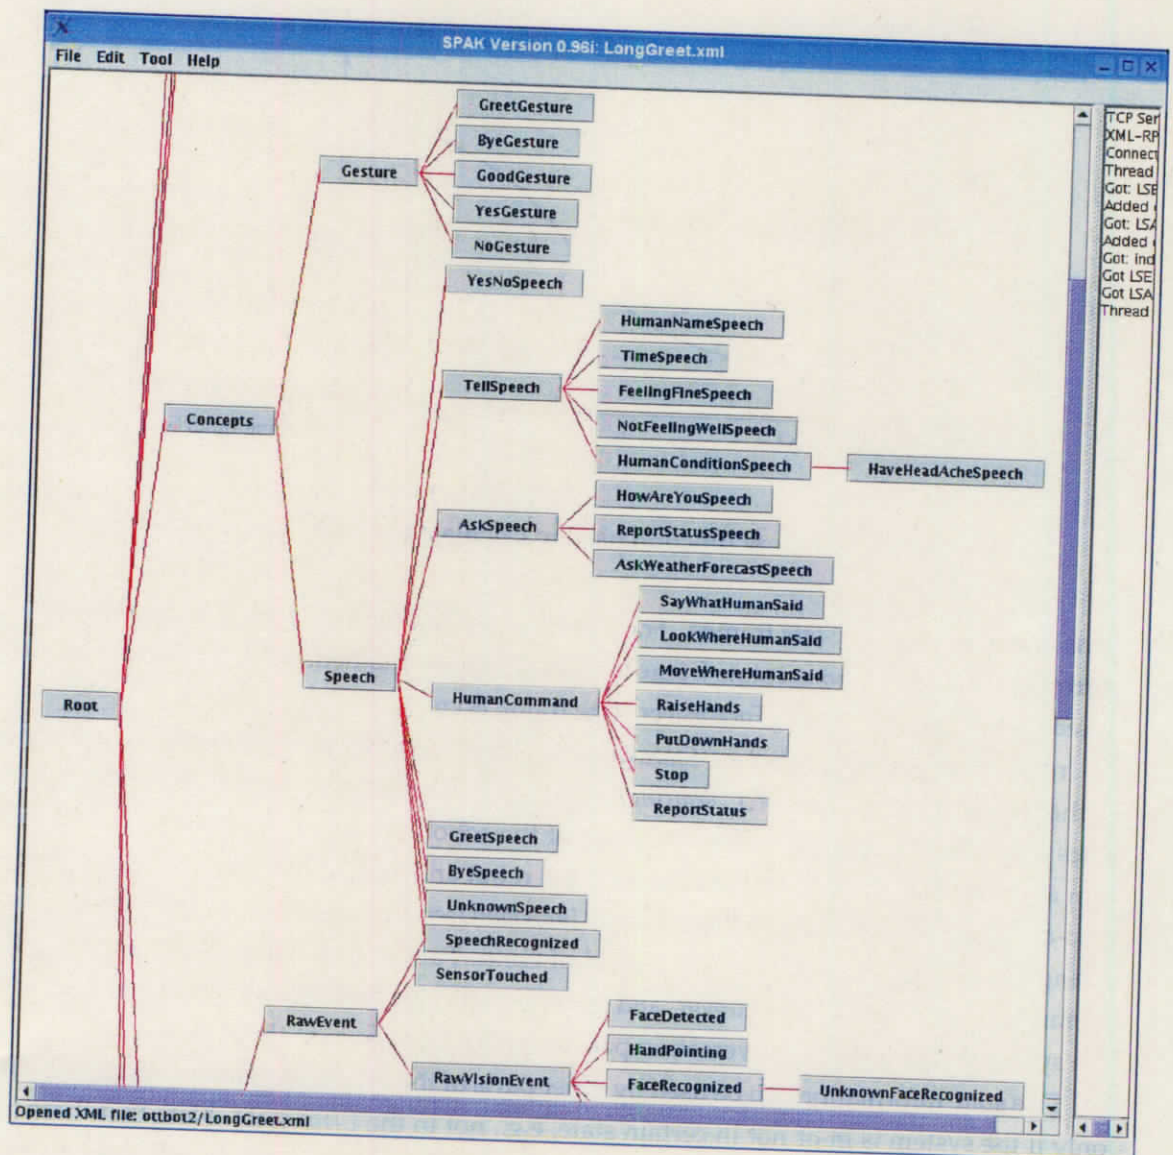 SPAK Version 0.96i: LongGreet.xml
File Edit Tool Help
GreetGesture
ByeGesture
Gesture
GoodGesture
YesGesture
NoGesture
YesNoSpeech
HumanNameSpeech
TimeSpeech
TellSpeech
FeelingFineSpeech
NotFeelingWellSpeech
HumanConditionSpeech
HaveHeadAcheSpeech
Concepts
HowAreYouSpeech
AskSpeech
ReportStatusSpeech
AskWeatherForecastSpeech
SayWhatHumanSaid
LookWhereHumanSaid
MoveWhereHumanSaid
Speech
HumanCommand
RaiseHands
Root
PutDownHands
Stop
ReportStatus
GreetSpeech
ByeSpeech
UnknownSpeech
SpeechRecognized
SensorTouched
RawEvent
FaceDetected
HandPointing
RawVisionEvent
FaceRecognized
UnknownFaceRecognized
TCP Ser
XML-RP
Connect
Thread
Got: LSE
Added
Got: LSA
Added
Got: ind
Got LSE
Got LSA
Thread
Opened XML file: ottbot2/LongGreet.xml